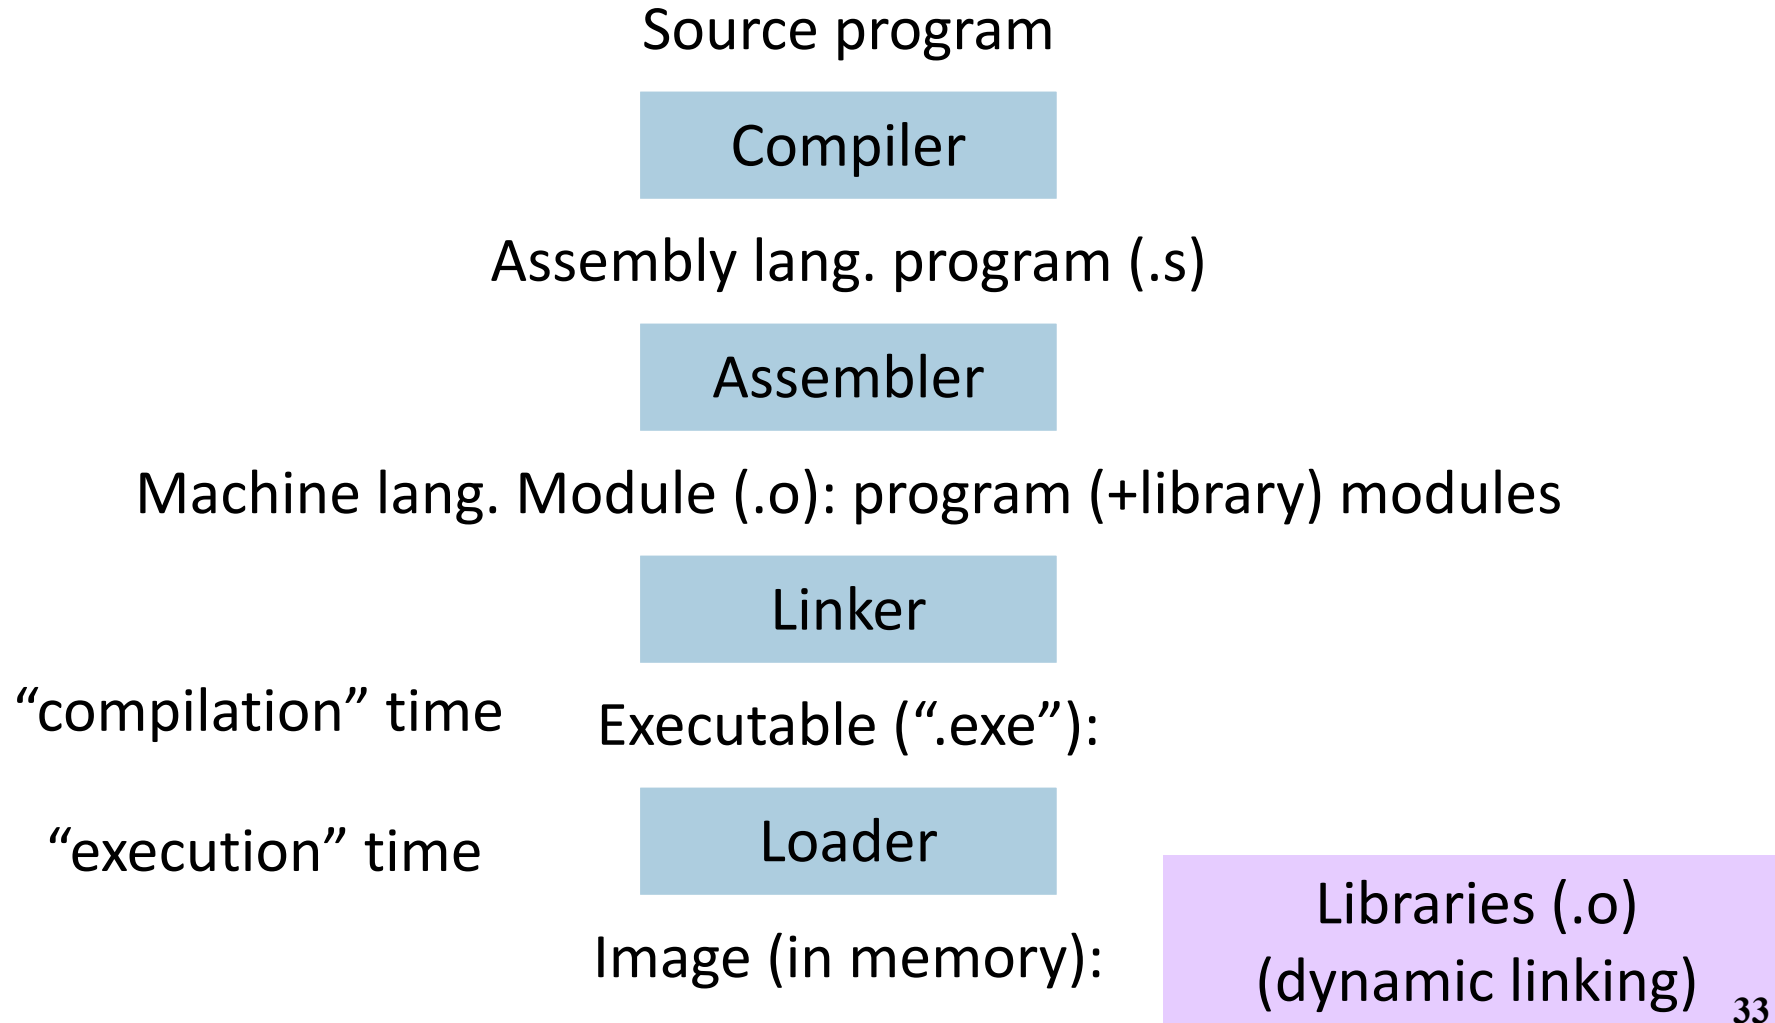 Source program
Compiler
Assembly lang. program (.s)
Assembler
Machine lang. Module (.o): program (+library) modules
Linker
“compilation” time
Executable (“.exe”):
“execution” time
Loader
Image (in memory):
Libraries (.o)
(dynamic linking)
33